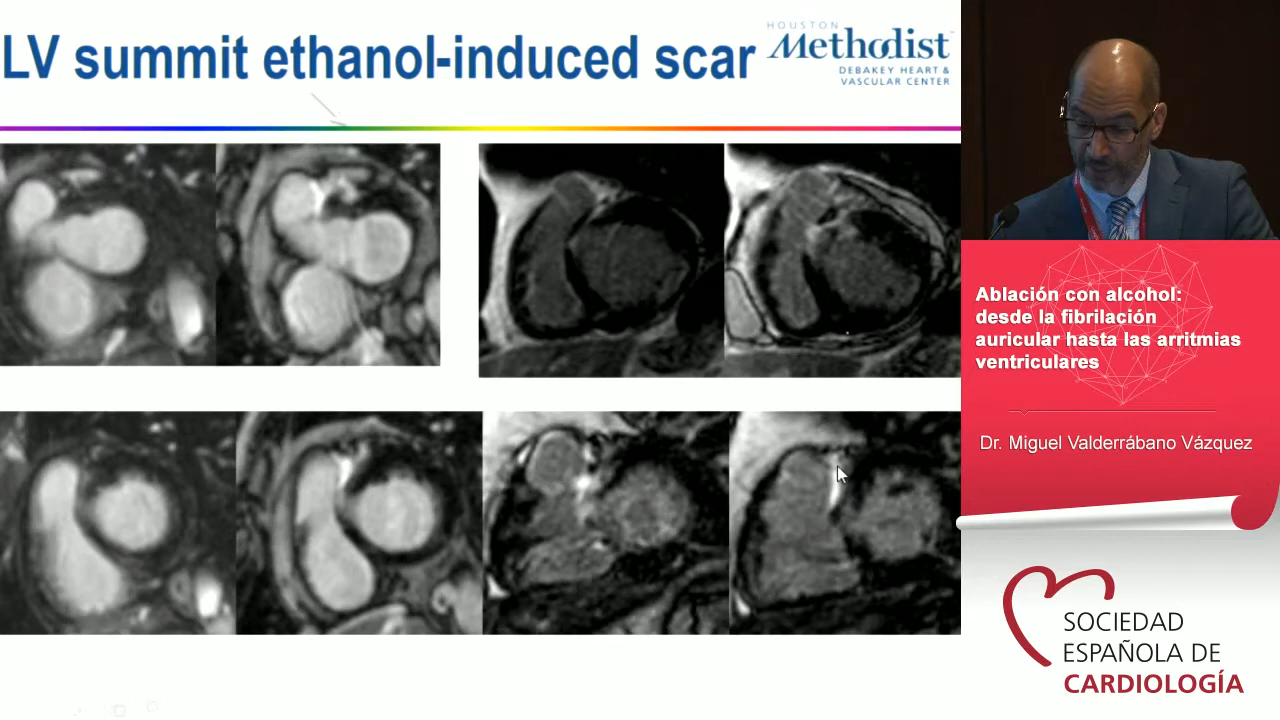 LV summit ethanol-induced scar
HOUSTON
Methodist
DEBAKEY HEART &
VASCULAR CENTER
Ablación con alcohol:
desde la fibrilación
auricular hasta las arritmias
ventriculares
Dr. Miguel Valderrábano Vázquez
SOCIEDAD
ESPAÑOLA DE
CARDIOLOGÍA